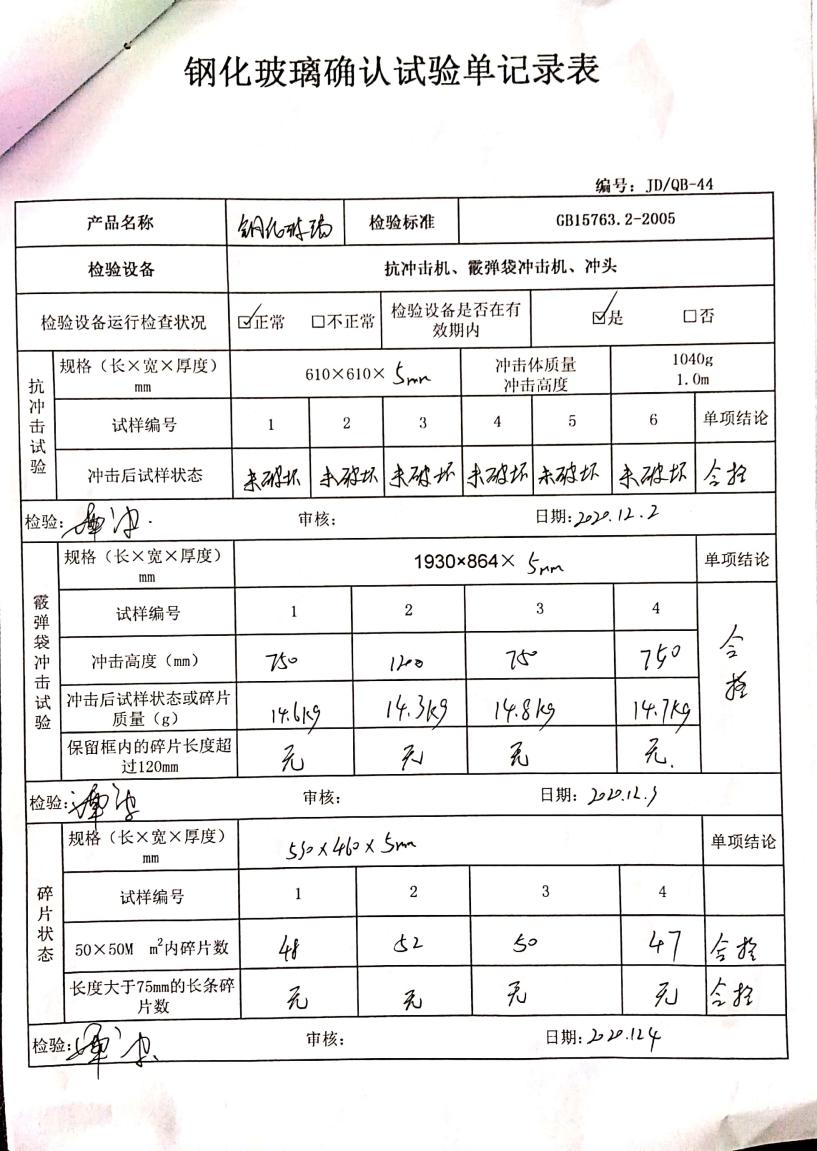 钢化玻璃确认试验单记录表
编号：JD/QB-44
产品名称 钢化玻璃 检验标准 GB15763.2-2005
检验设备 抗冲击机、霰弹袋冲击机、冲头
检验设备运行检查状况 ☑正常 □不正常 检验设备是否在有
效期内 ☑是 □否
抗冲击试验
规格（长×宽×厚度）
mm
610×610× 5mm
冲击体质量
冲击高度
1040g
1.0m
试样编号 1 2 3 4 5 6 单项结论
冲击后试样状态 未破坏 未破坏 未破坏 未破坏 未破坏 未破坏 合格
检验： 审核： 日期：2020.12.2
霰弹袋冲击试验
规格（长×宽×厚度）
mm
1930×864× 5mm 单项结论
试样编号 1 2 3 4
冲击高度（mm） 750 1200 750 750 合格
冲击后试样状态或碎片
质量（g）
14.6kg 14.3kg 14.8kg 14.7kg
保留框内的碎片长度超
过120mm
无 无 无 无.
检验： 审核： 日期：2020.12.3
碎片状态
规格（长×宽×厚度）
mm
530×460×5mm 单项结论
试样编号 1 2 3 4
50×50M m²内碎片数 48 52 50 47 合格
长度大于75mm的长条碎
片数
无 无 无 无 合格
检验： 审核： 日期：2020.12.4